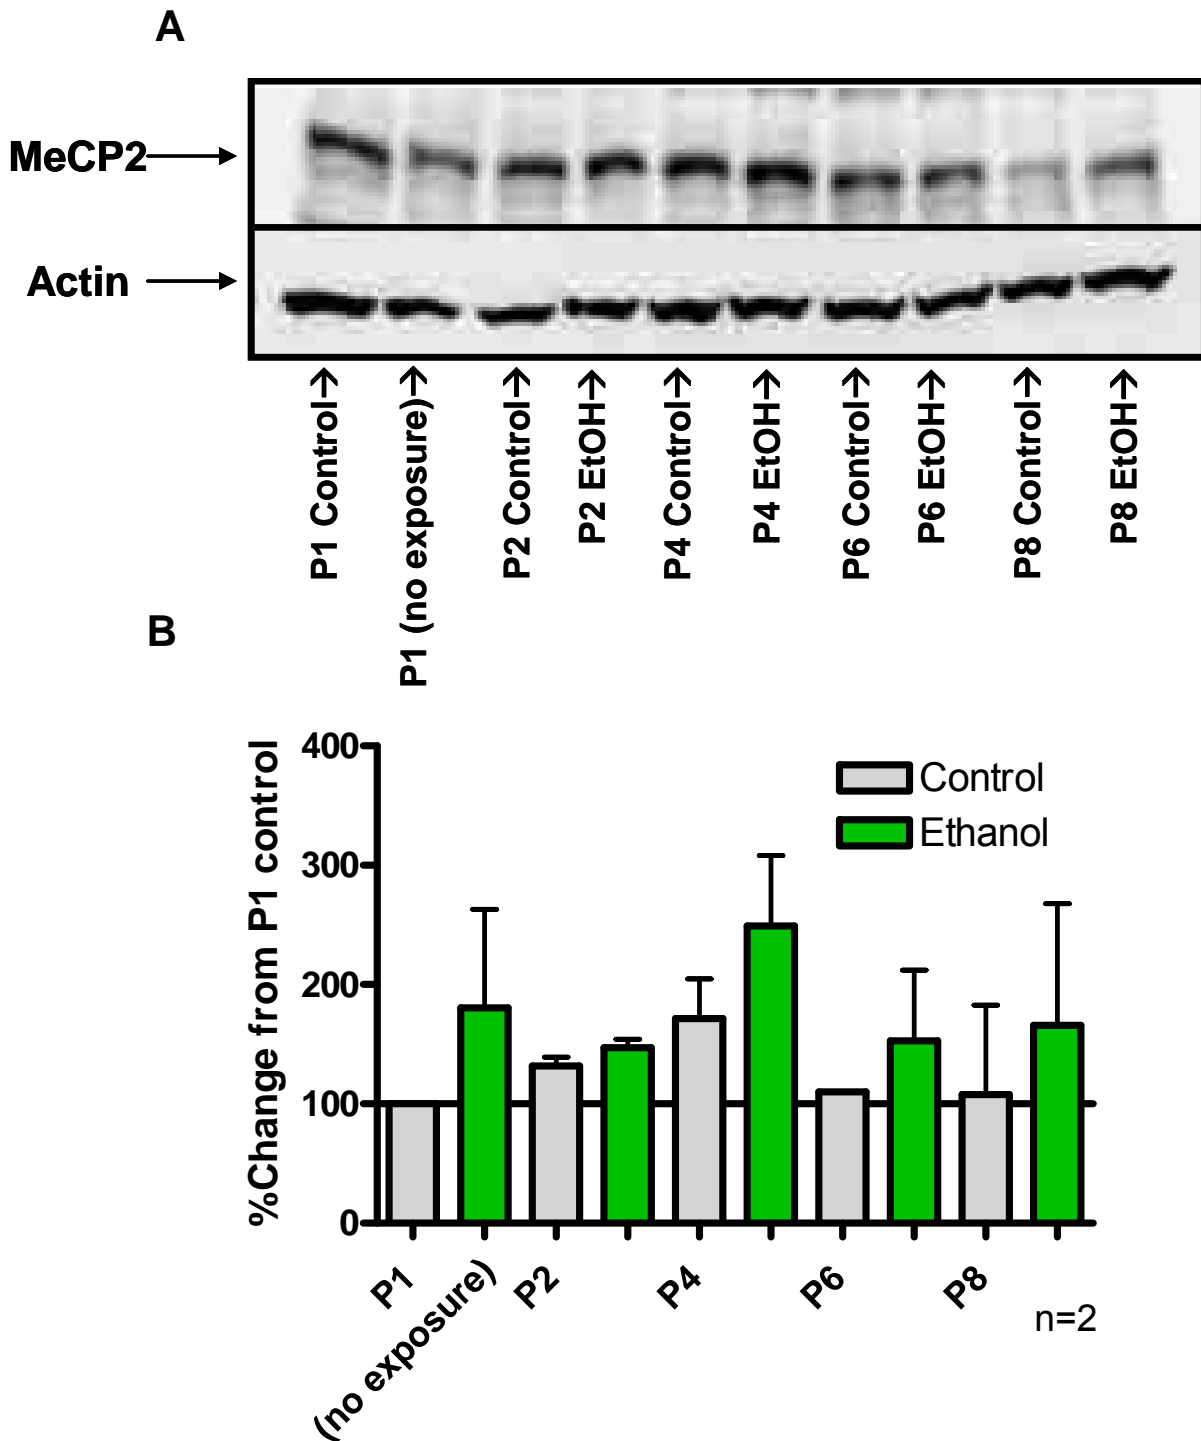 A
MeCP2
Actin
P1 Control→
P1 (no exposure)→
P2 Control→
P2 EtOH→
P4 Control→
P4 EtOH→
P6 Control→
P6 EtOH→
P8 Control→
P8 EtOH→
B
%Change from P1 control
400
300
200
100
0
Control
Ethanol
P1
(no exposure)
P2
P4
P6
P8
n=2